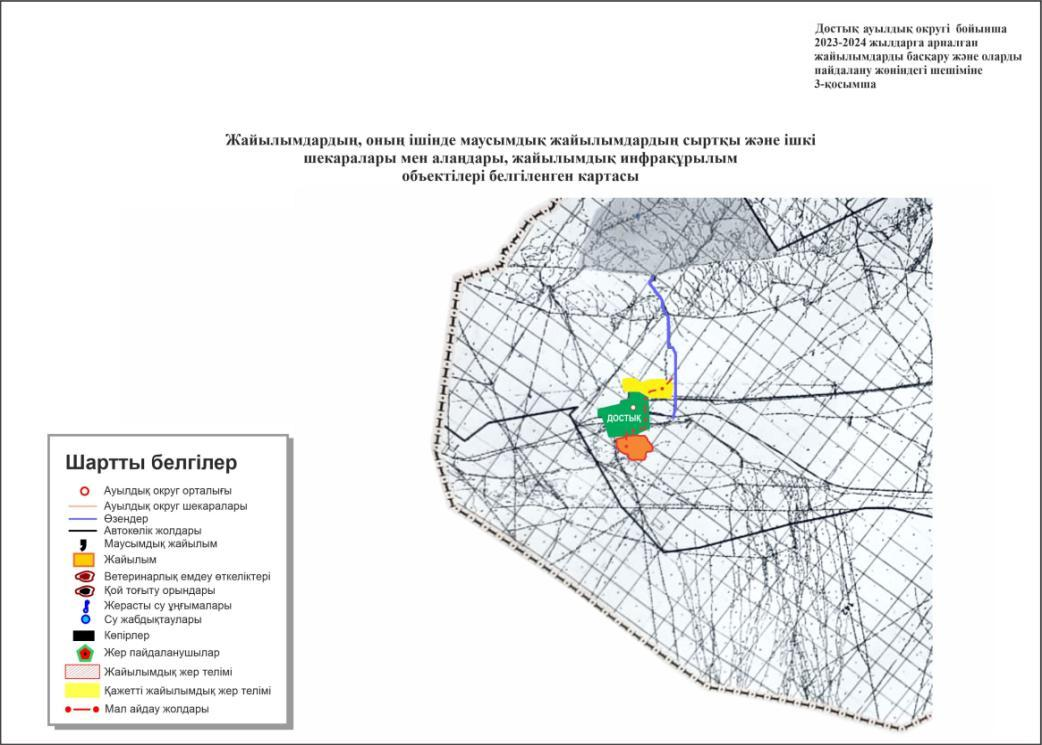 Достық ауылдық округі бойынша
2023-2024 жылдарға арналған
жайылымдарды басқару және оларды
пайдалану жөніндегі шешіміне
3-қосымша
Жайылымдардың, оның ішінде маусымдық жайылымдардың сыртқы және ішкі
шекаралары мен алаңдары, жайылымдық инфрақұрылым
объектілері белгіленген картасы
достық
Шартты белгілер
Ауылдық округ орталығы
Ауылдық округ шекаралары
Өзендер
Автокөлік жолдары
Маусымдық жайылым
Жайылым
Ветеринарлық емдеу өткеліктері
Қой тоғыту орындары
Жерасты су ұңғымалары
Су жабдықтаулары
Көпірлер
Жер пайдаланушылар
Жайылымдық жер телімі
Қажетті жайылымдық жер телімі
Мал айдау жолдары